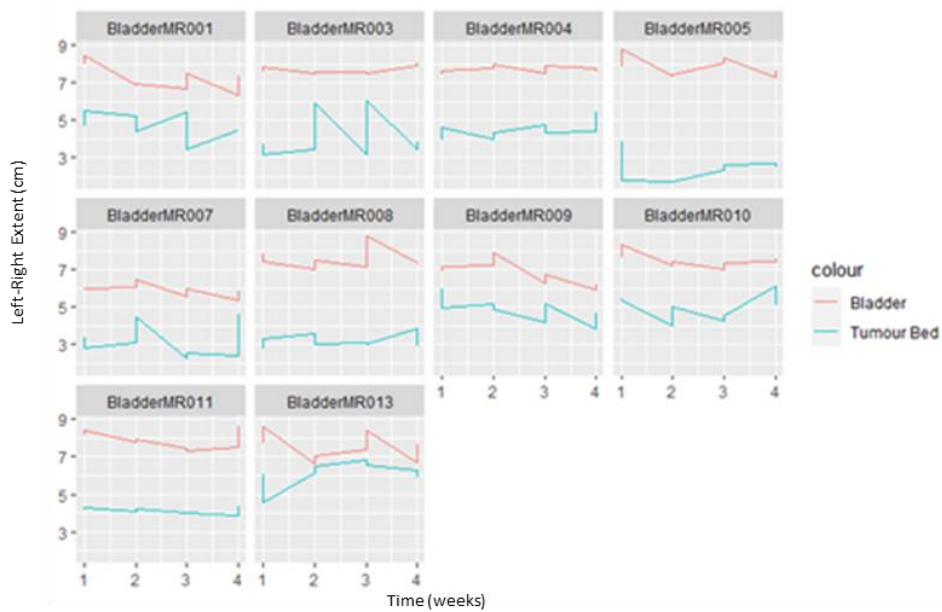 BladderMR001 BladderMR003 BladderMR004 BladderMR005
9
7
5
3
BladderMR007 BladderMR008 BladderMR009 BladderMR010
9
7
5
3
1 2 3 4 1 2 3 4
BladderMR011 BladderMR013
9
7
5
3
1 2 3 4 1 2 3 4
Left-Right Extent (cm)
Time (weeks)
colour
Bladder
Tumour Bed